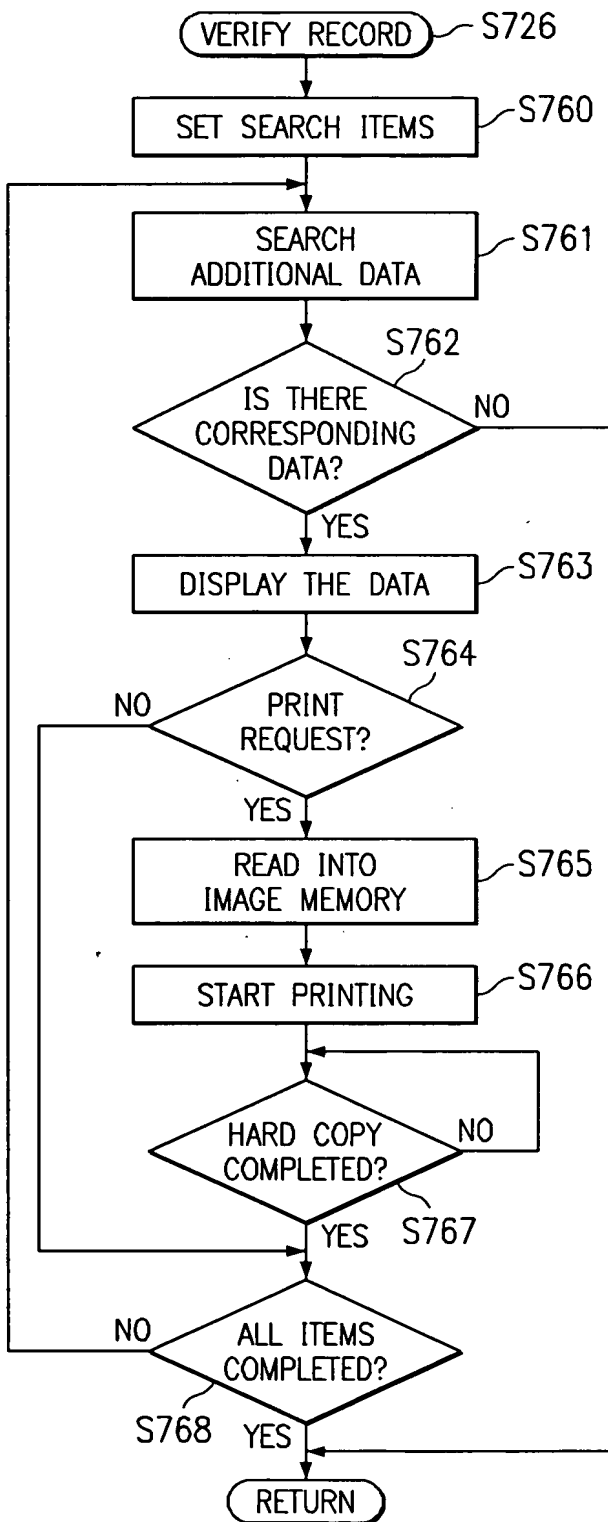 VERIFY RECORD
S726
SET SEARCH ITEMS
S760
SEARCH
ADDITIONAL DATA
S761
S762
IS THERE
CORRESPONDING
DATA?
NO
YES
DISPLAY THE DATA
S763
S764
NO
PRINT
REQUEST?
YES
READ INTO
IMAGE MEMORY
S765
START PRINTING
S766
HARD COPY
COMPLETED?
NO
YES
S767
NO
ALL ITEMS
COMPLETED?
S768
YES
RETURN